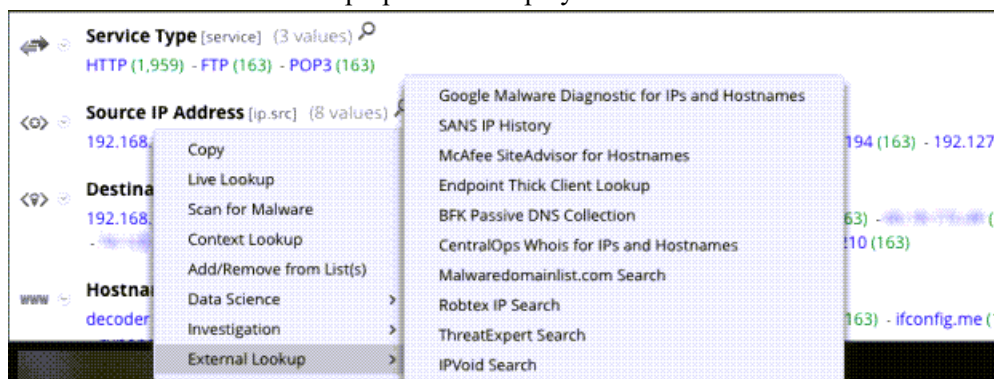 Service Type [service] (3 values)
HTTP (1,959) - FTP (163) - POP3 (163)
Source IP Address [ip.src] (8 values)
192.168. 194 (163) - 192.127
Destina
192.168. 63) - (
- 210 (163)
Hostna
decoder 163) - ifconfig.me (
Copy
Live Lookup
Scan for Malware
Context Lookup
Add/Remove from List(s)
Data Science >
Investigation >
External Lookup >
Google Malware Diagnostic for IPs and Hostnames
SANS IP History
McAfee SiteAdvisor for Hostnames
Endpoint Thick Client Lookup
BFK Passive DNS Collection
CentralOps Whois for IPs and Hostnames
Malwaredomainlist.com Search
Robtex IP Search
ThreatExpert Search
IPVoid Search